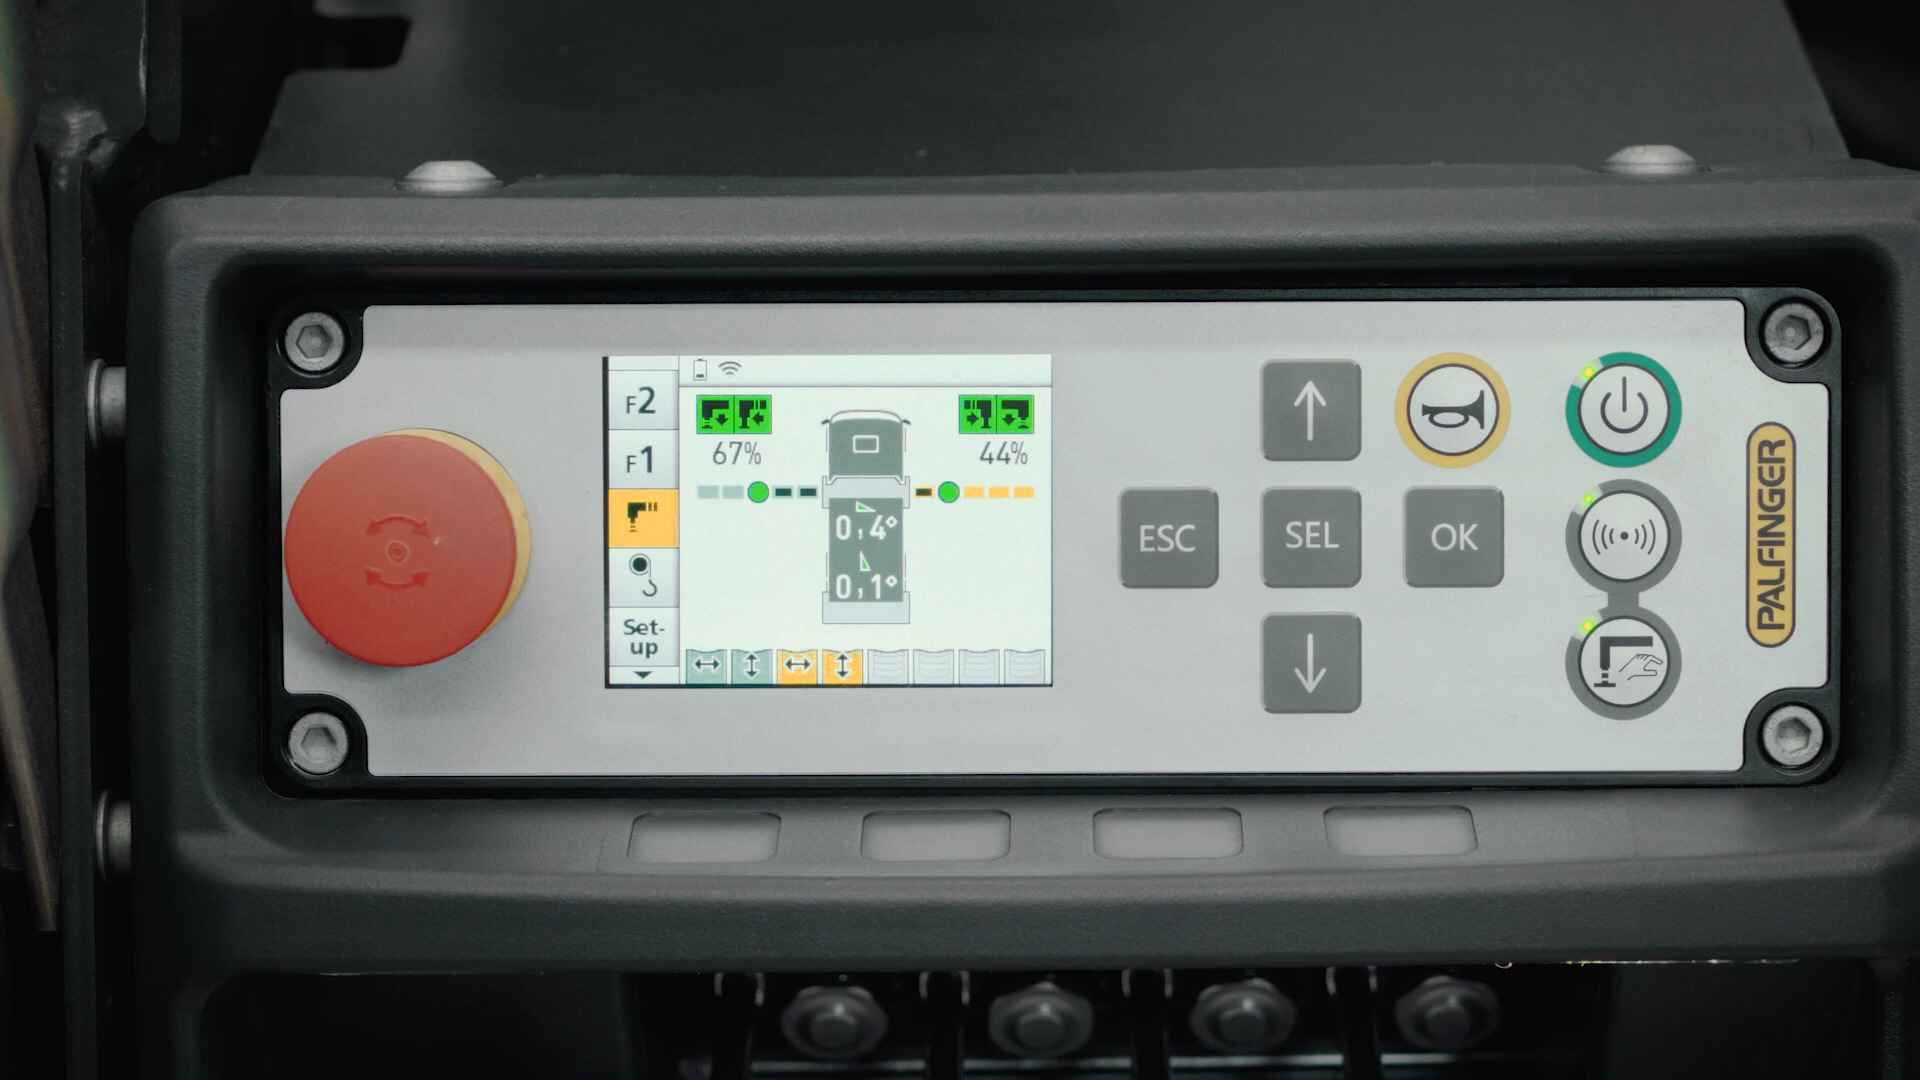 F2
F1
Set-
up
67%
44%
0,4°
0,1°
ESC
SEL
OK
PALFINGER